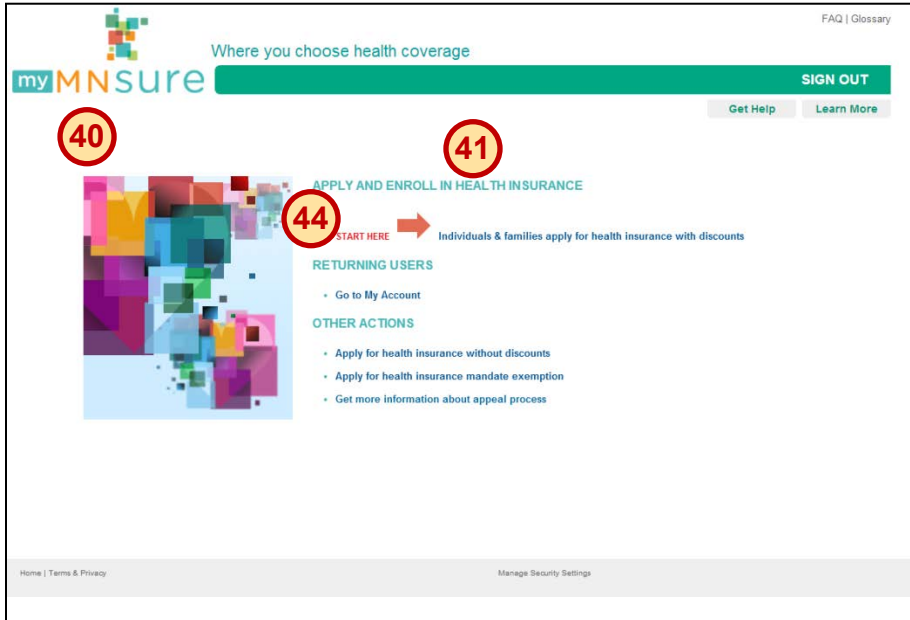 FAQ | Glossary
Where you choose health coverage
my MNsure
SIGN OUT
Get Help Learn More
40
41
APPLY AND ENROLL IN HEALTH INSURANCE
44
START HERE Individuals & families apply for health insurance with discounts
RETURNING USERS
• Go to My Account
OTHER ACTIONS
• Apply for health insurance without discounts
• Apply for health insurance mandate exemption
• Get more information about appeal process
Home | Terms & Privacy Manage Security Settings